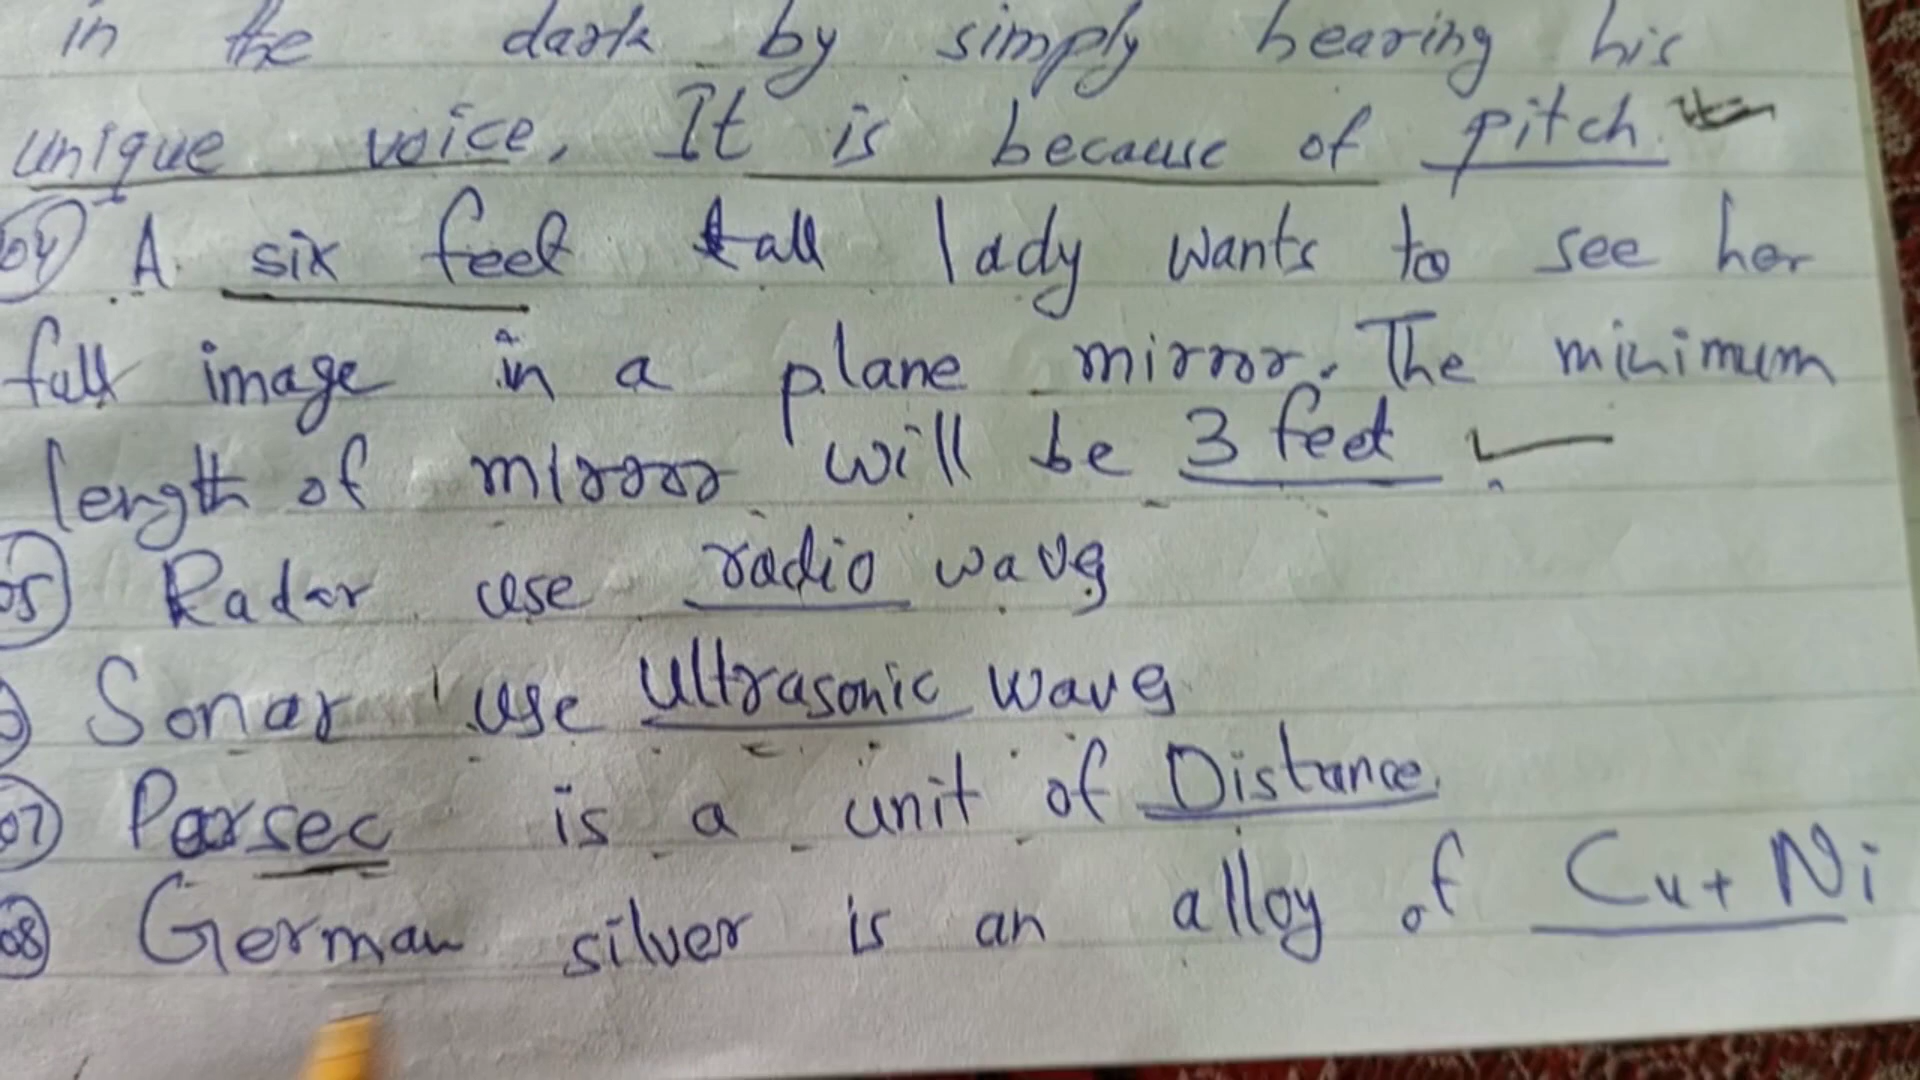 in the dark by simply hearing his
unique voice. It is because of pitch
04 A six feet tall lady wants to see her
full image in a plane mirror. The minimum
length of mirror will be 3 feet
05 Radar use radio wave
Sonar use Ultrasonic wave
07 Parsec is a unit of Distance.
08 German silver is an alloy of Cu+Ni